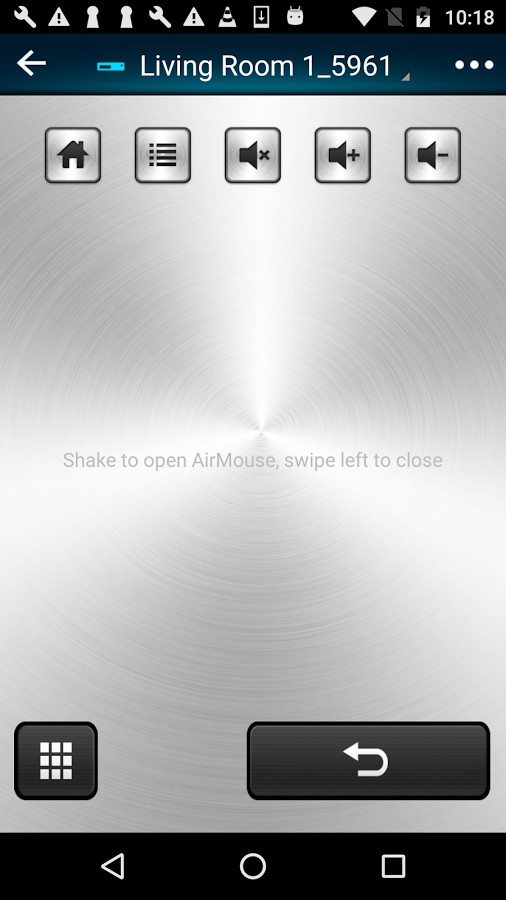 10:18
Living Room 1_5961
Shake to open AirMouse, swipe left to close